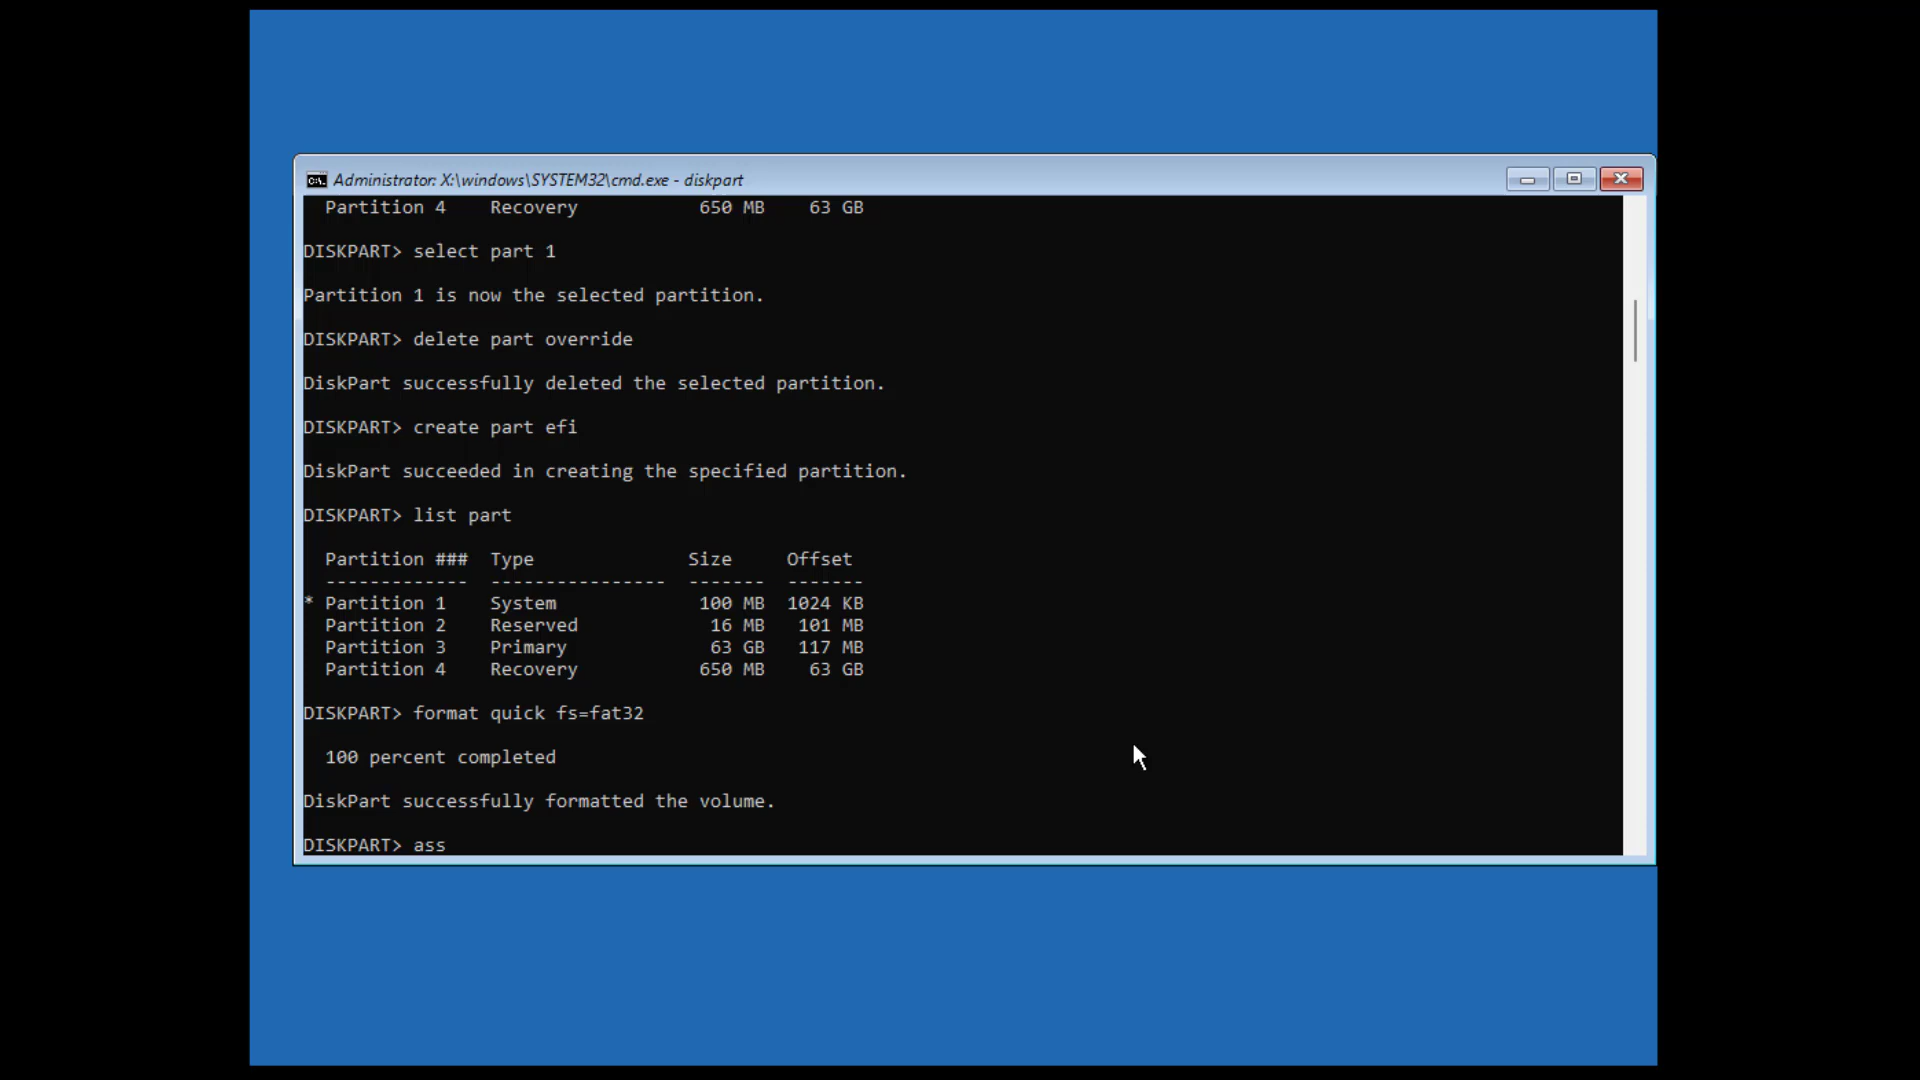 Administrator: X:\windows\SYSTEM32\cmd.exe - diskpart
Partition 4    Recovery           650 MB    63 GB
DISKPART> select part 1
Partition 1 is now the selected partition.
DISKPART> delete part override
DiskPart successfully deleted the selected partition.
DISKPART> create part efi
DiskPart succeeded in creating the specified partition.
DISKPART> list part
  Partition ###  Type              Size     Offset
  -------------  ----------------  -------  -------
* Partition 1    System             100 MB  1024 KB
  Partition 2    Reserved            16 MB   101 MB
  Partition 3    Primary             63 GB   117 MB
  Partition 4    Recovery           650 MB    63 GB
DISKPART> format quick fs=fat32
  100 percent completed
DiskPart successfully formatted the volume.
DISKPART> ass